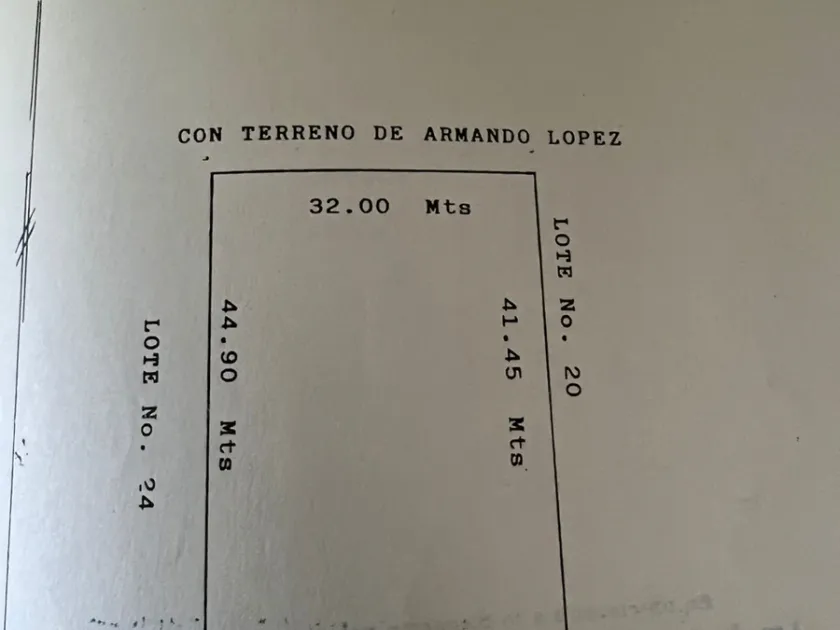 CON TERRENO DE ARMANDO LOPEZ
32.00 Mts
LOTE No. 20
44.90 Mts
41.45 Mts
LOTE No. 24